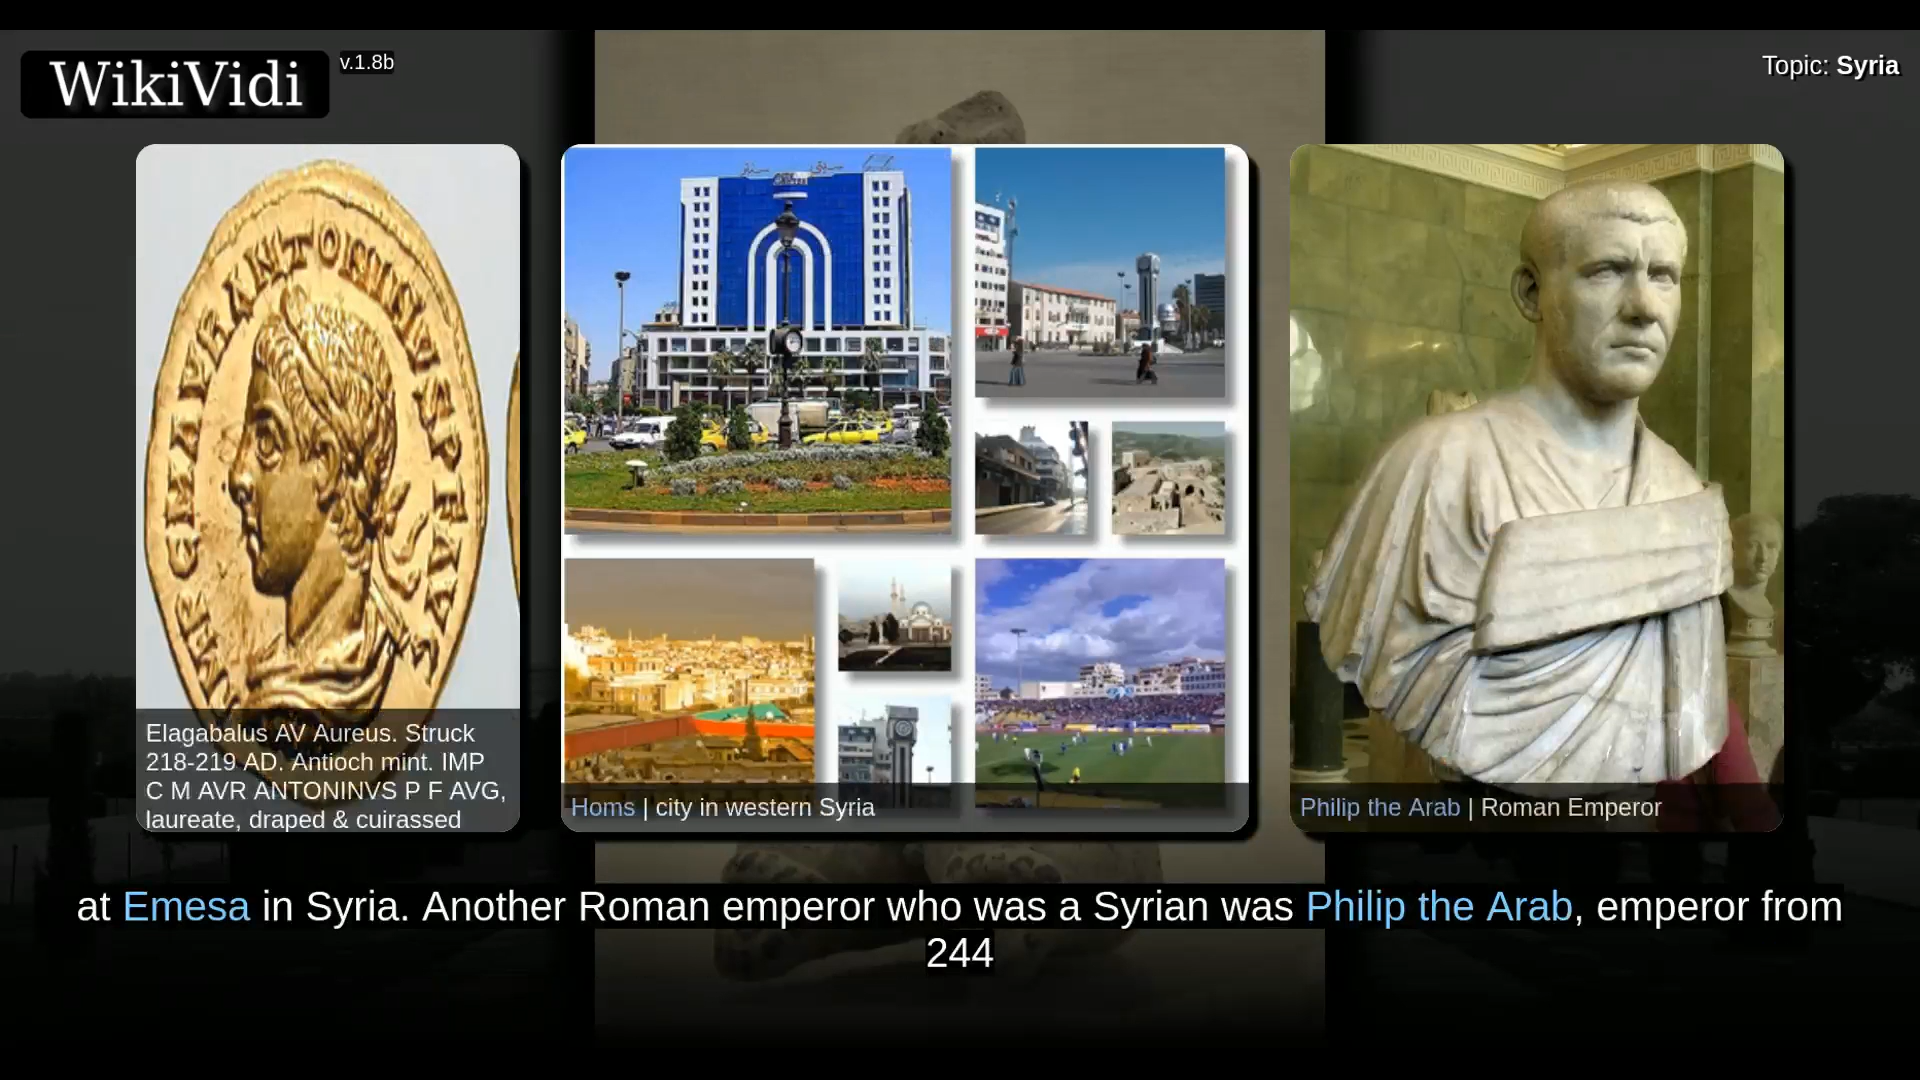 WikiVidi
v.1.8b
Topic: Syria
Elagabalus AV Aureus. Struck
218-219 AD. Antioch mint. IMP
C M AVR ANTONINVS P F AVG,
laureate, draped & cuirassed
Homs | city in western Syria
Philip the Arab | Roman Emperor
at Emesa in Syria. Another Roman emperor who was a Syrian was Philip the Arab, emperor from
244